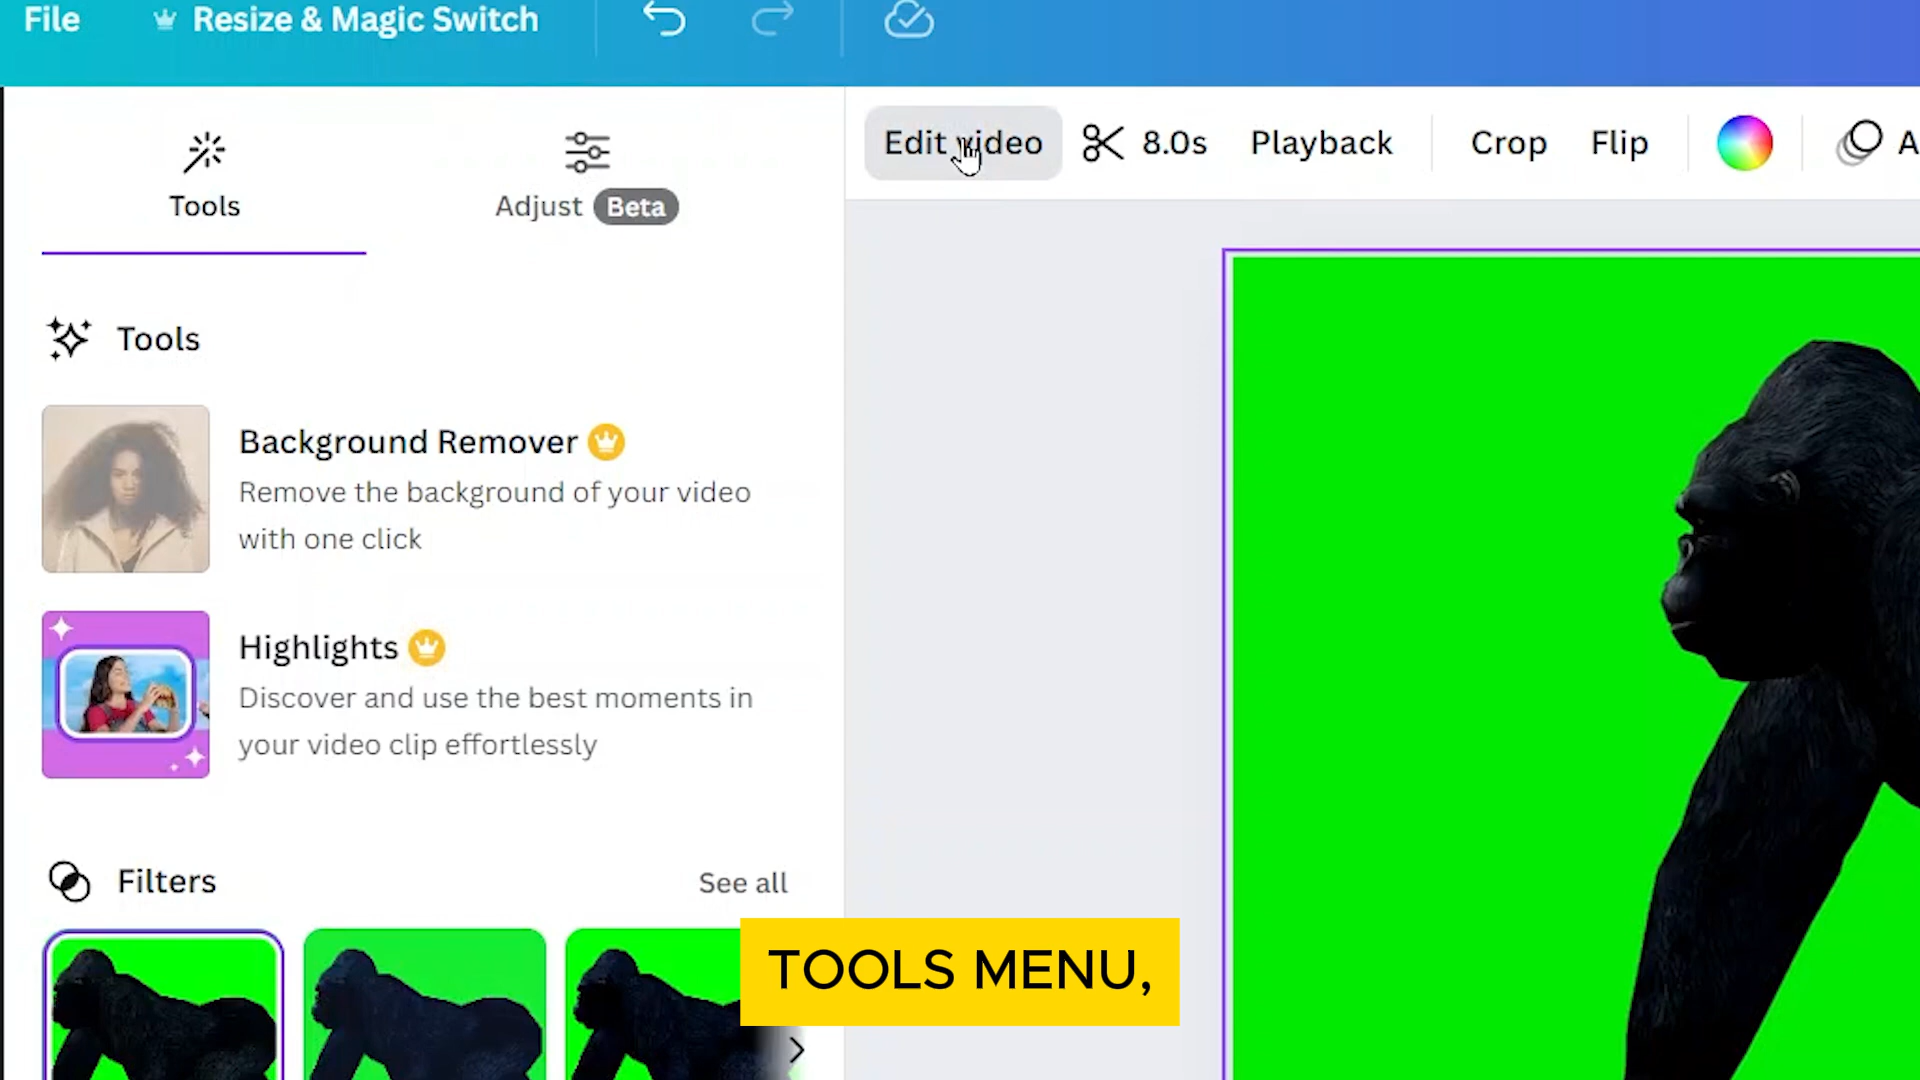 File
Resize & Magic Switch
Edit video
8.0s
Playback
Crop
Flip
A
Tools
Adjust Beta
Tools
Background Remover
Remove the background of your video
with one click
Highlights
Discover and use the best moments in
your video clip effortlessly
Filters
See all
TOOLS MENU,